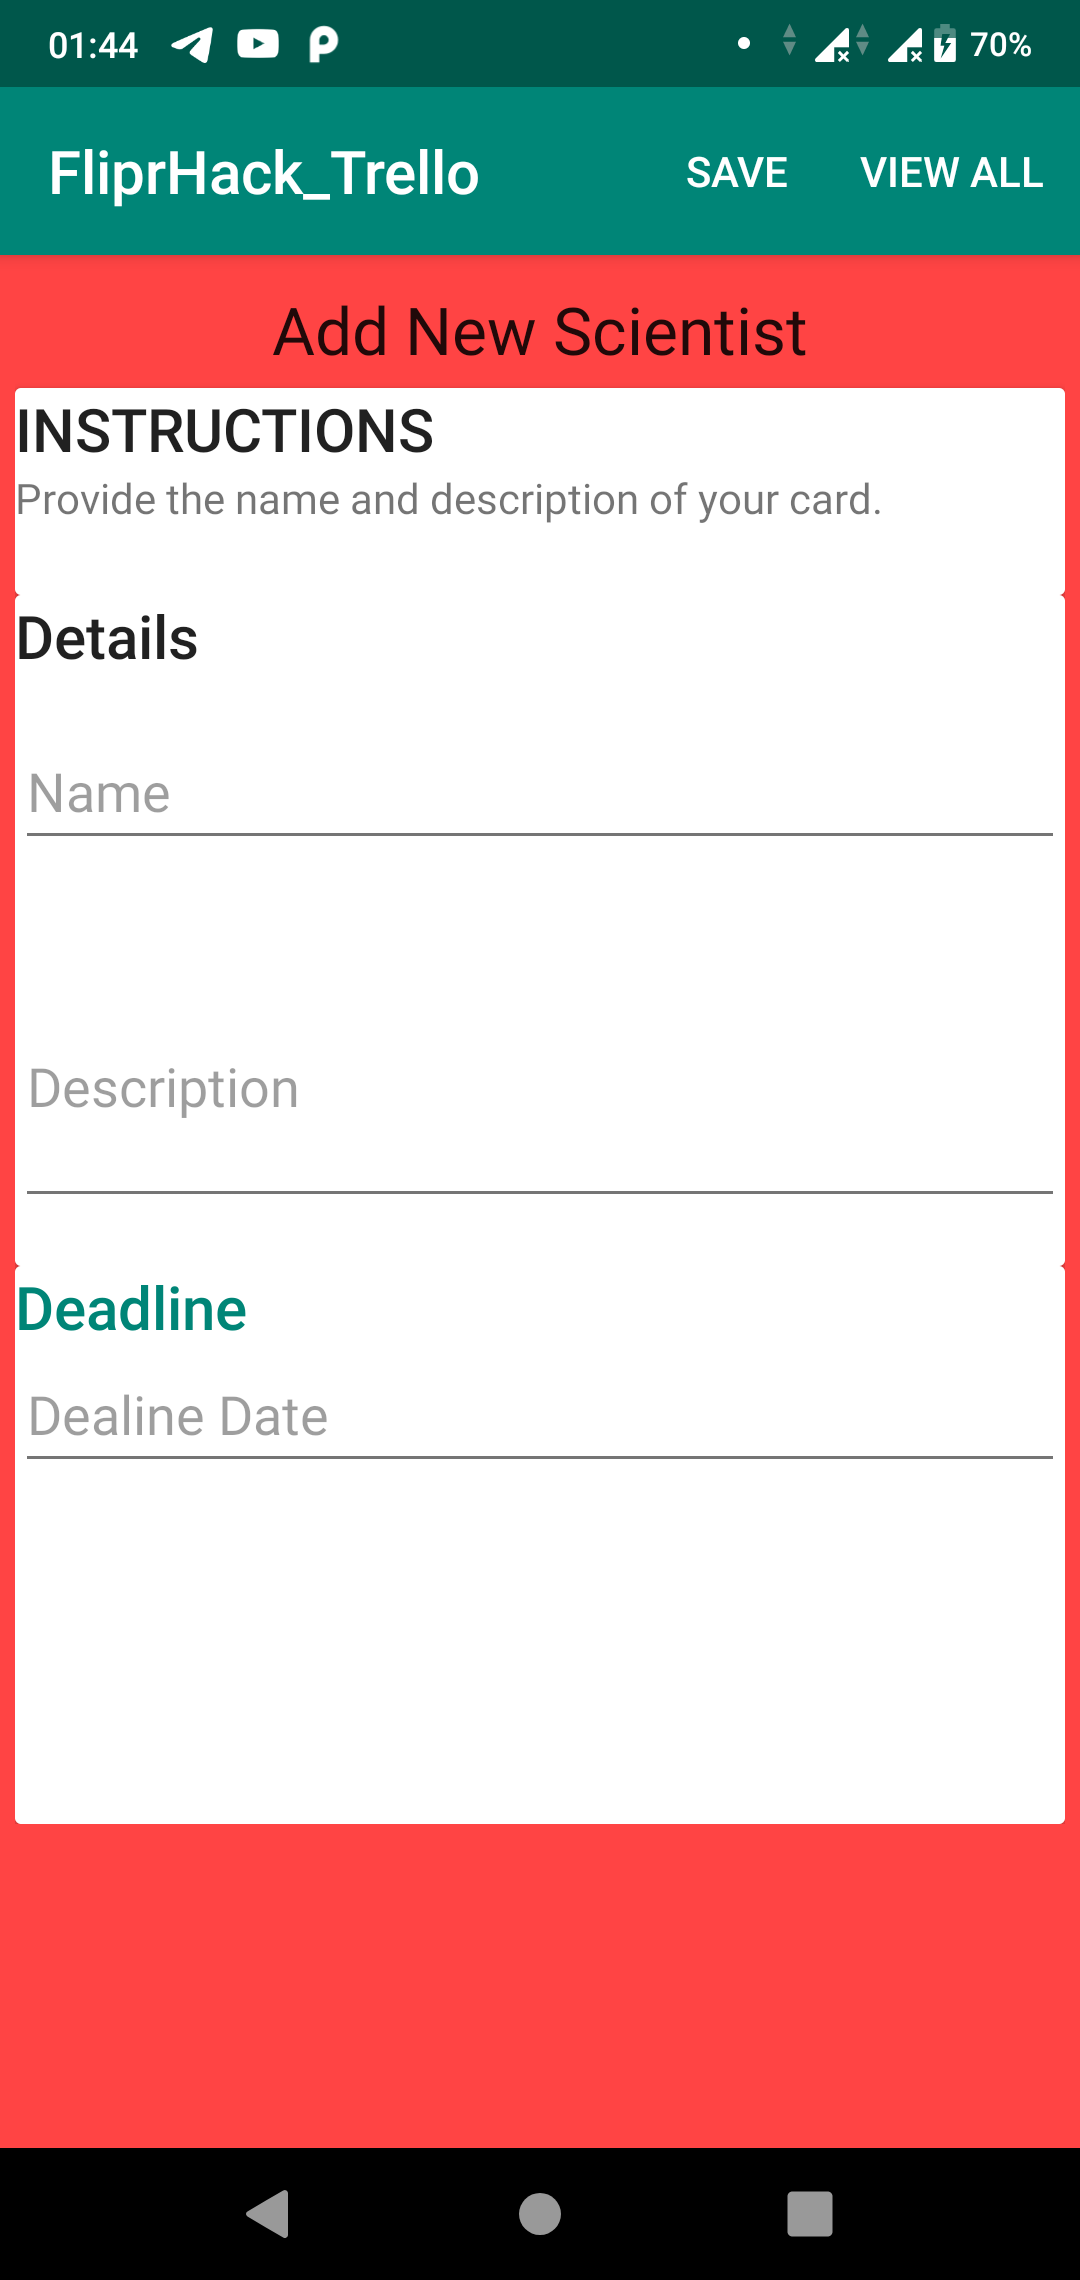 01:44
70%
FliprHack_Trello
SAVE
VIEW ALL
Add New Scientist
INSTRUCTIONS
Provide the name and description of your card.
Details
Name
Description
Deadline
Dealine Date